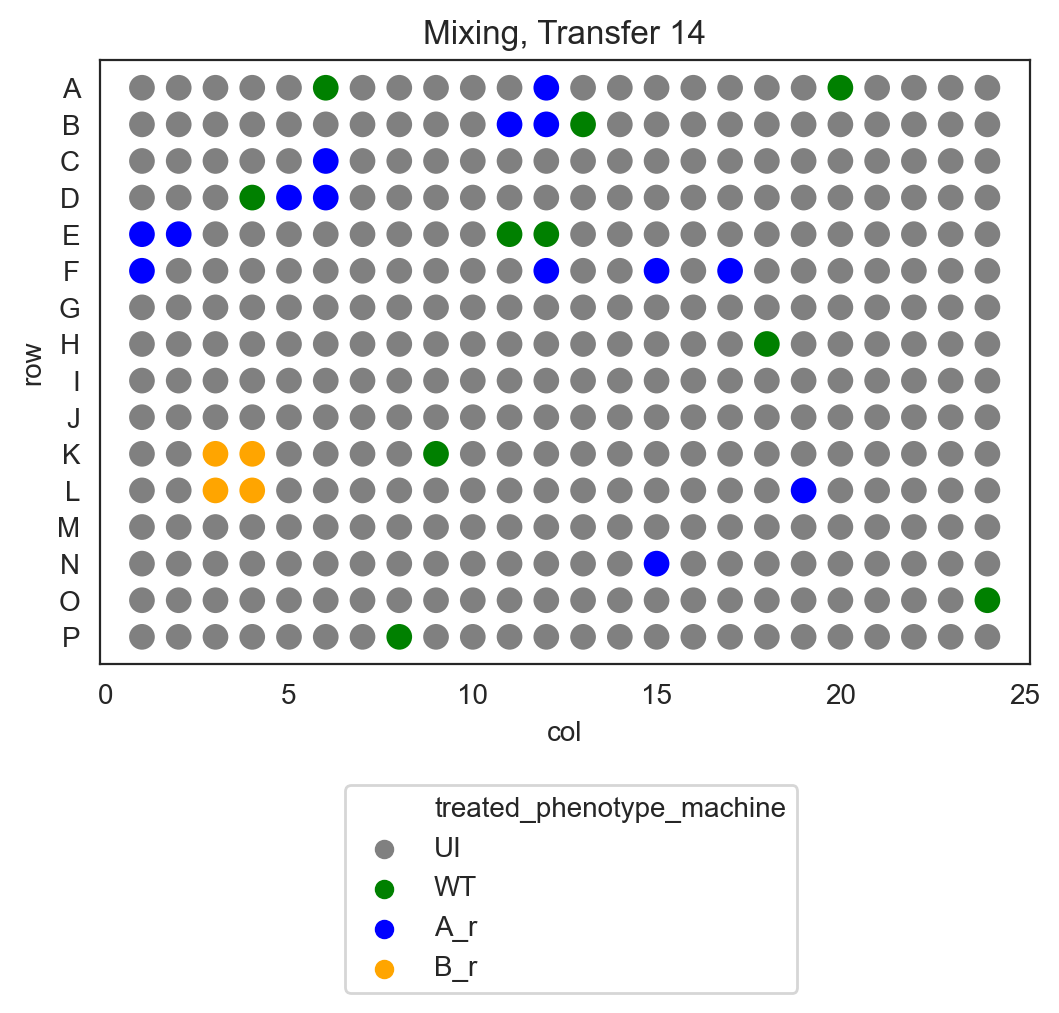 Mixing, Transfer 14
A
B
C
D
E
F
G
H
I
J
K
L
M
N
O
P
row
0 5 10 15 20 25
col
treated_phenotype_machine
UI
WT
A_r
B_r